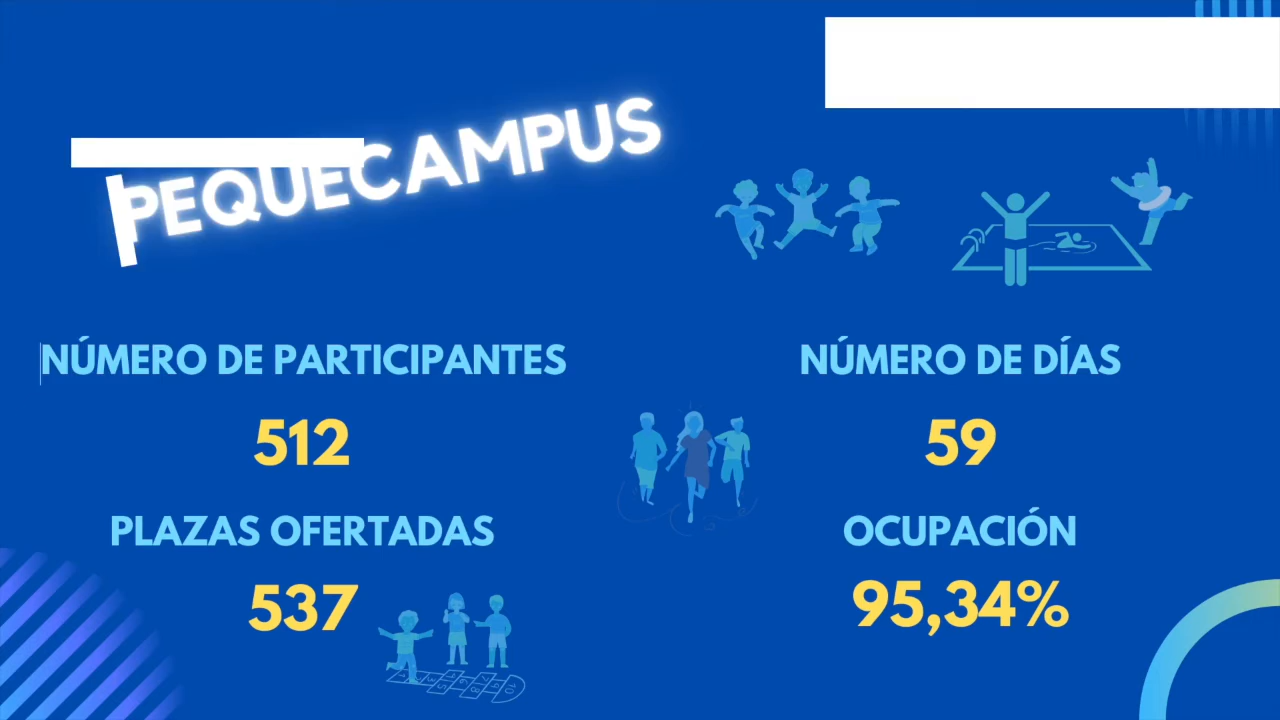 PEQUECAMPUS
NÚMERO DE PARTICIPANTES
512
NÚMERO DE DÍAS
59
PLAZAS OFERTADAS
537
OCUPACIÓN
95,34%